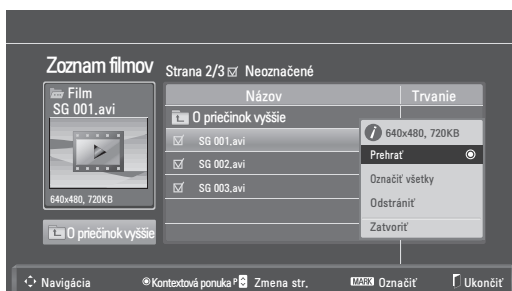 Zoznam filmov
Strana 2/3 Neoznačené
Film
SG 001.avi
640x480, 720KB
O priečinok vyššie
Názov
Trvanie
O priečinok vyššie
SG 001.avi
SG 002.avi
SG 003.avi
640x480, 720KB
Prehrať
Označiť všetky
Odstrániť
Zatvoriť
Navigácia
Kontextová ponuka
P Zmena str.
MARK Označiť
Ukončiť